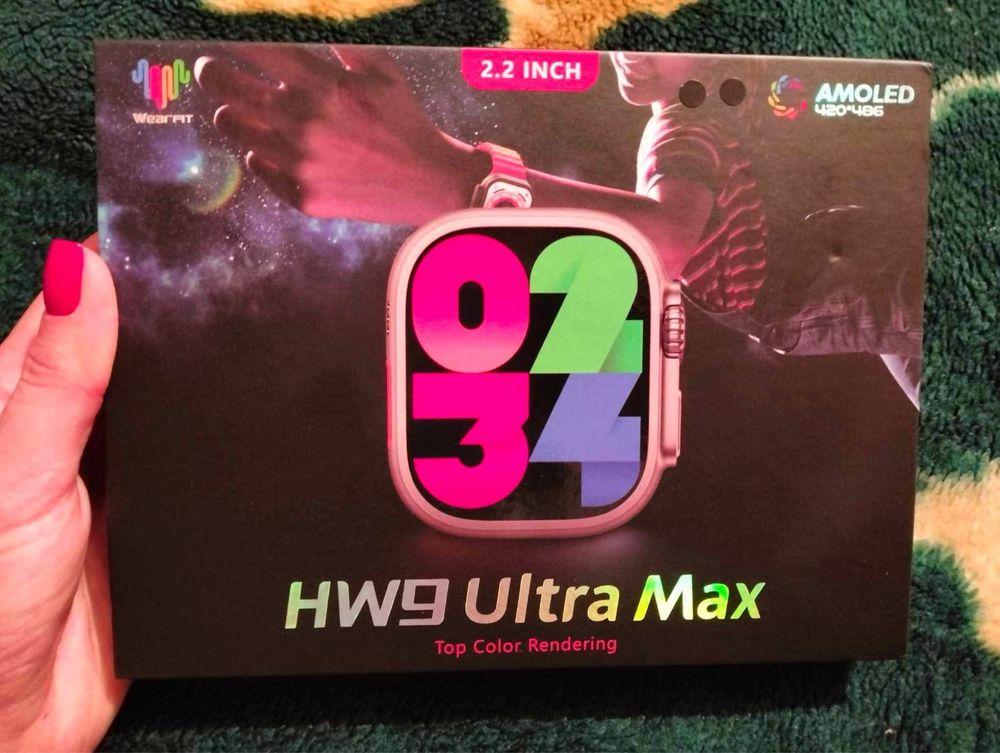 2.2 INCH
WearFIT
AMOLED
420*486
02
34
HW9 Ultra Max
Top Color Rendering